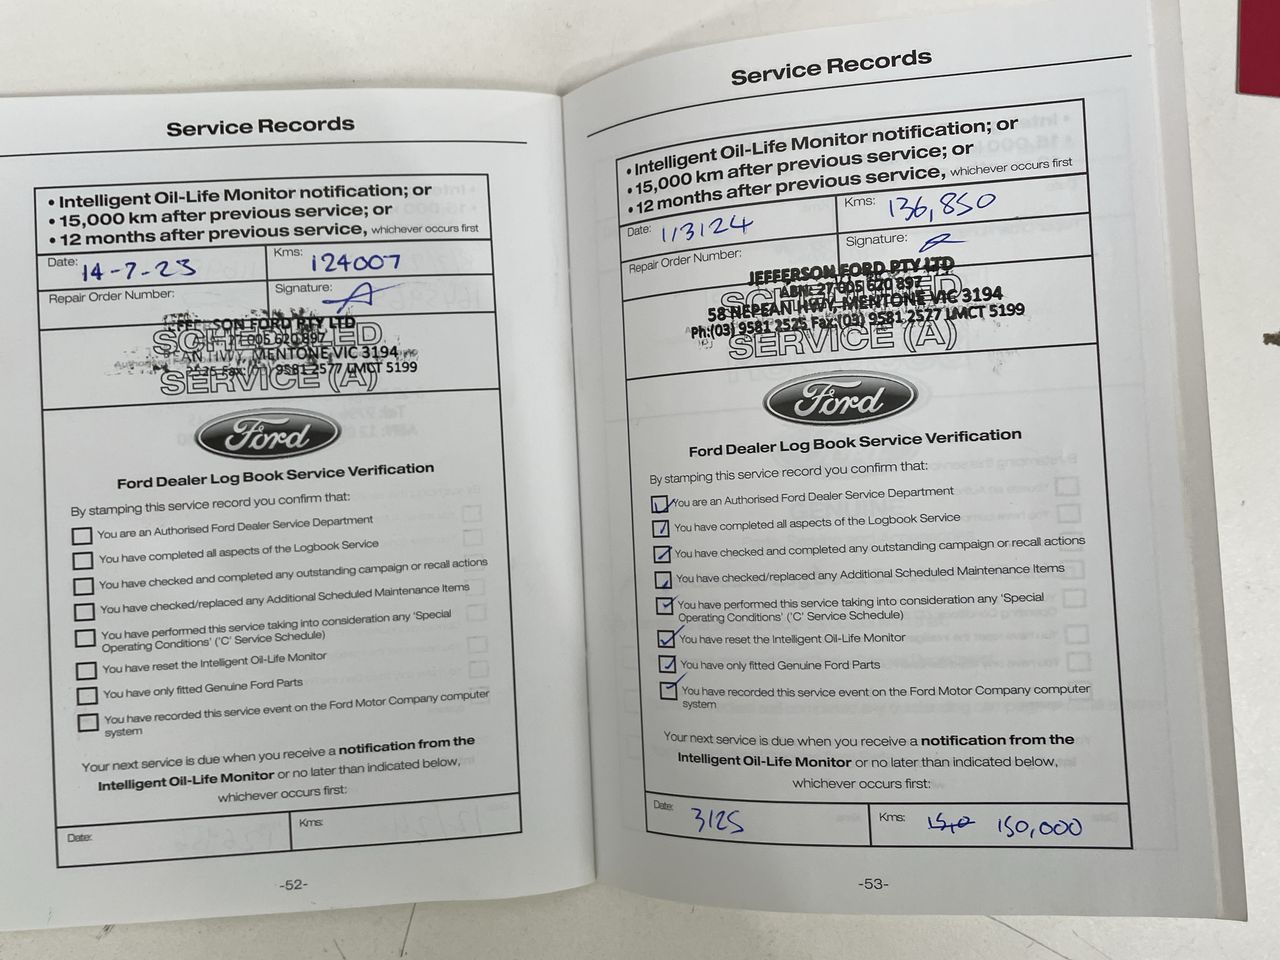 Service Records
• Intelligent Oil-Life Monitor notification; or
• 15,000 km after previous service; or
• 12 months after previous service, whichever occurs first
Date: 14-7-23
Kms: 124007
Repair Order Number:
Signature:
JEFFERSON FORD PTY LTD
SCHEDULED
MENTONE VIC 3194
9581 2577 LMCT 5199
SERVICE (A)
Ford
Ford Dealer Log Book Service Verification
By stamping this service record you confirm that:
You are an Authorised Ford Dealer Service Department
You have completed all aspects of the Logbook Service
You have checked and completed any outstanding campaign or recall actions
You have checked/replaced any Additional Scheduled Maintenance Items
You have performed this service taking into consideration any 'Special
Operating Conditions' ('C' Service Schedule)
You have reset the Intelligent Oil-Life Monitor
You have only fitted Genuine Ford Parts
You have recorded this service event on the Ford Motor Company computer
system
Your next service is due when you receive a notification from the
Intelligent Oil-Life Monitor or no later than indicated below,
whichever occurs first:
Date:
Kms:
-52-
Service Records
• Intelligent Oil-Life Monitor notification; or
• 15,000 km after previous service; or
• 12 months after previous service, whichever occurs first
Date: 1/3/24
Kms: 136,850
Repair Order Number:
Signature:
JEFFERSON FORD PTY LTD
SCHEDULED
ABN: 27 005 620 897
58 NEPEAN HWY, MENTONE VIC 3194
Ph:(03) 9581 2525 Fax:(03) 9581 2577 LMCT 5199
SERVICE (A)
Ford
Ford Dealer Log Book Service Verification
By stamping this service record you confirm that:
You are an Authorised Ford Dealer Service Department
You have completed all aspects of the Logbook Service
You have checked and completed any outstanding campaign or recall actions
You have checked/replaced any Additional Scheduled Maintenance Items
You have performed this service taking into consideration any 'Special
Operating Conditions' ('C' Service Schedule)
You have reset the Intelligent Oil-Life Monitor
You have only fitted Genuine Ford Parts
You have recorded this service event on the Ford Motor Company computer
system
Your next service is due when you receive a notification from the
Intelligent Oil-Life Monitor or no later than indicated below,
whichever occurs first:
Date: 3/25
Kms: 150,000
-53-